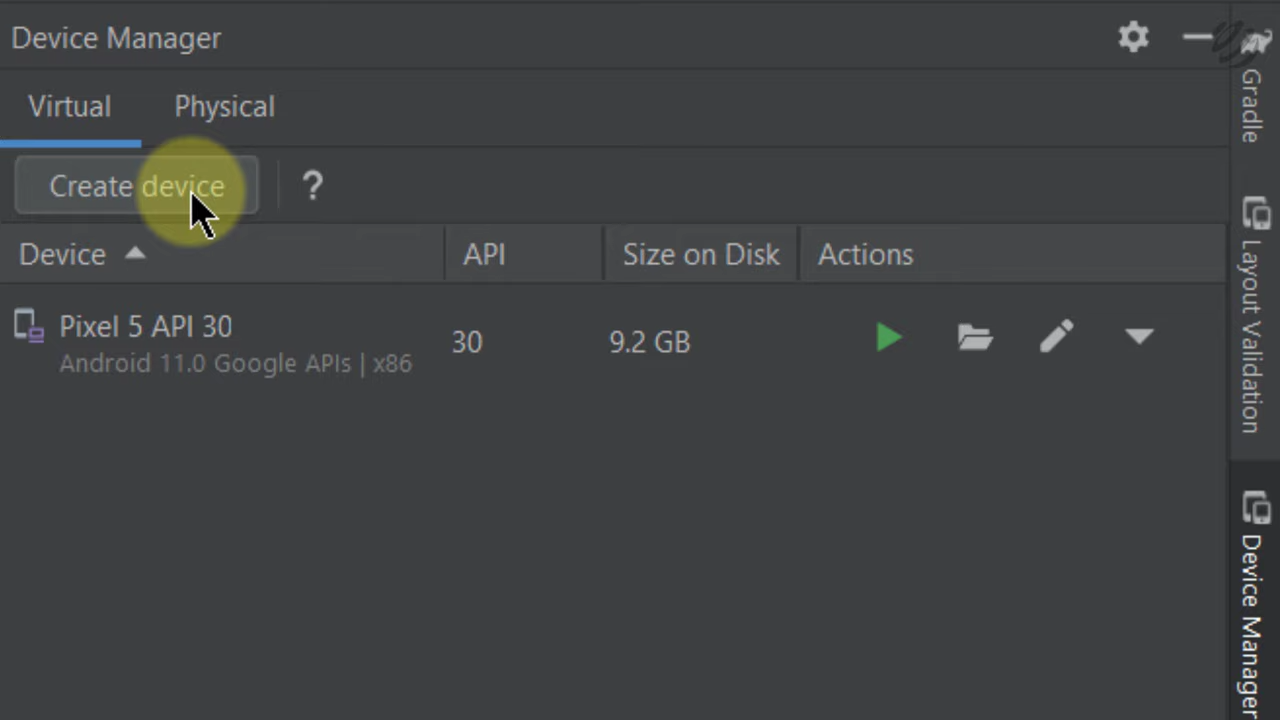 Device Manager
Virtual Physical
Create device ?
Device API Size on Disk Actions
Pixel 5 API 30 30 9.2 GB
Android 11.0 Google APIs | x86
Gradle
Layout Validation
Device Manager